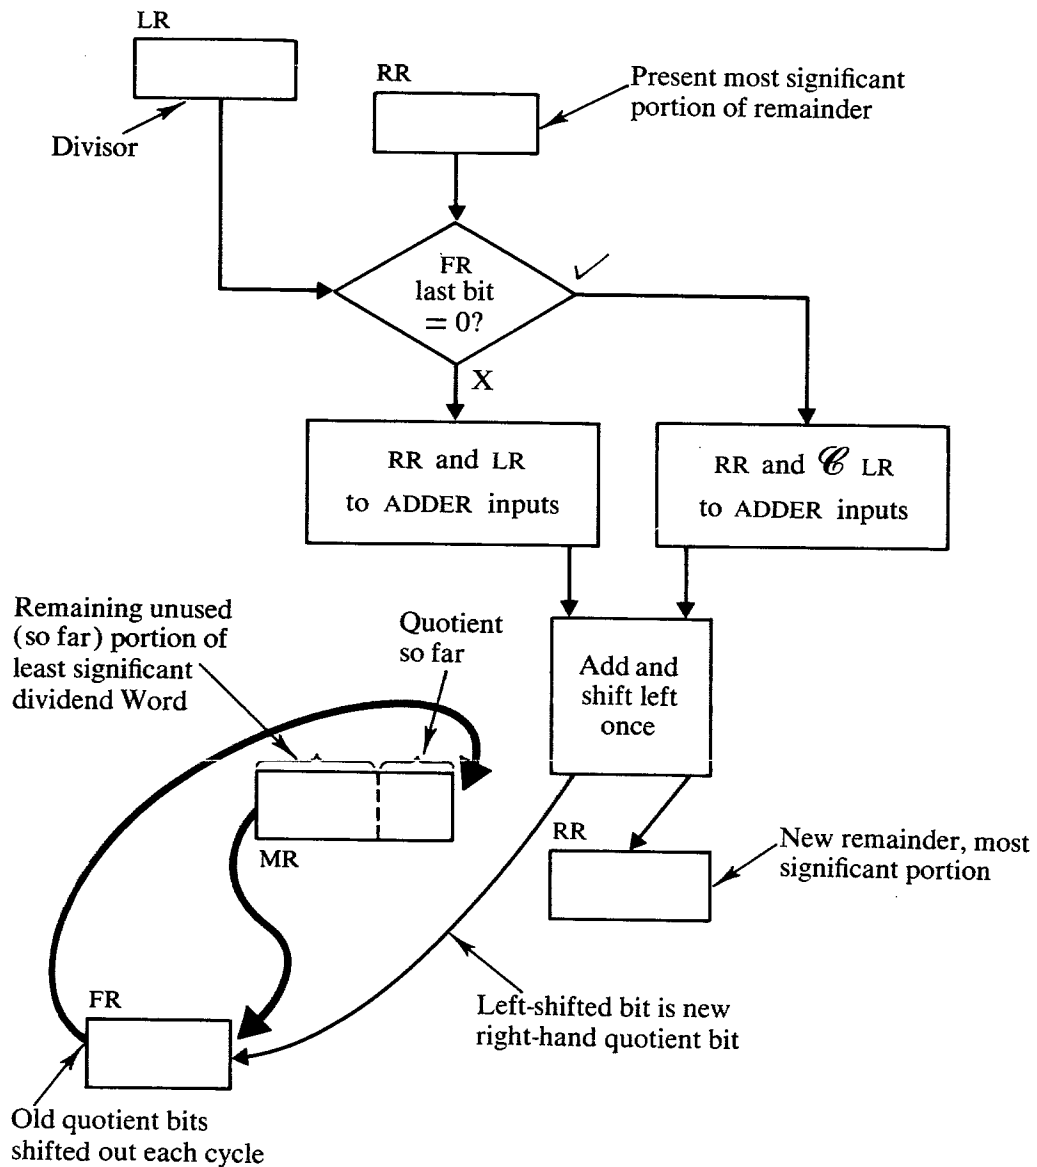 LR
RR
Present most significant
portion of remainder
Divisor
FR
last bit
= 0?
✓
X
RR and LR
to ADDER inputs
RR and 𝒞 LR
to ADDER inputs
Remaining unused
(so far) portion of
least significant
dividend Word
Quotient
so far
Add and
shift left
once
MR
RR
New remainder, most
significant portion
FR
Left-shifted bit is new
right-hand quotient bit
Old quotient bits
shifted out each cycle